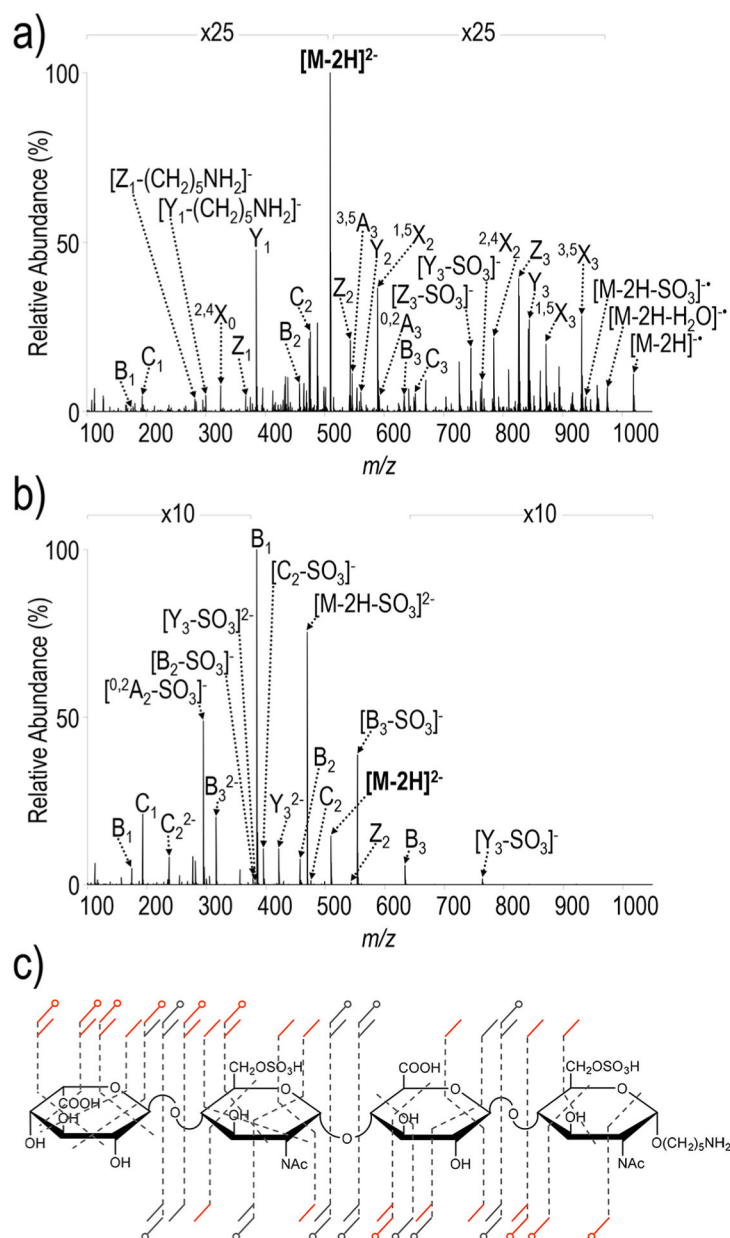 a)
x25
x25
[M-2H]²⁻
100
50
0
Relative Abundance (%)
[Z₁-(CH₂)₅NH₂]⁻
[Y₁-(CH₂)₅NH₂]⁻
Y₁
²,⁴X₀
B₁
C₁
Z₁
B₂
C₂
Z₂
³,⁵A₃
Y₂
¹,⁵X₂
⁰,²A₃
[Z₃-SO₃]⁻
[Y₃-SO₃]⁻
B₃
C₃
²,⁴X₂
Z₃
Y₃
¹,⁵X₃
³,⁵X₃
[M-2H-SO₃]⁻•
[M-2H-H₂O]⁻•
[M-2H]⁻•
100 200 300 400 500 600 700 800 900 1000
m/z
b)
x10
x10
100
50
0
Relative Abundance (%)
B₁
[C₂-SO₃]⁻
[Y₃-SO₃]²⁻
[M-2H-SO₃]²⁻
[B₂-SO₃]⁻
[⁰,²A₂-SO₃]⁻
[B₃-SO₃]⁻
B₂
[M-2H]²⁻
B₁
C₁
C₂²⁻
B₃²⁻
Y₃²⁻
C₂
Z₂
B₃
[Y₃-SO₃]⁻
100 200 300 400 500 600 700 800 900 1000
m/z
c)
CH₂OSO₃H
COOH
CH₂OSO₃H
O
COOH
OH
OH
OH
O
O
OH
NAc
O
O
OH
OH
O
O
OH
NAc
O(CH₂)₅NH₂